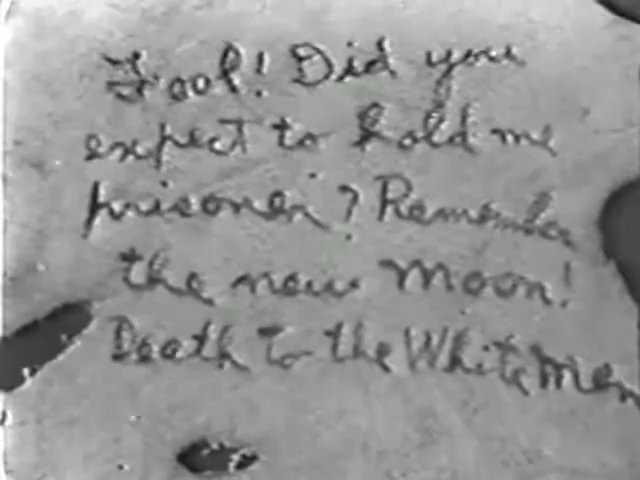 Fool! Did you
expect to hold me
prisoner? Remember
the new moon!
Death to the White Men